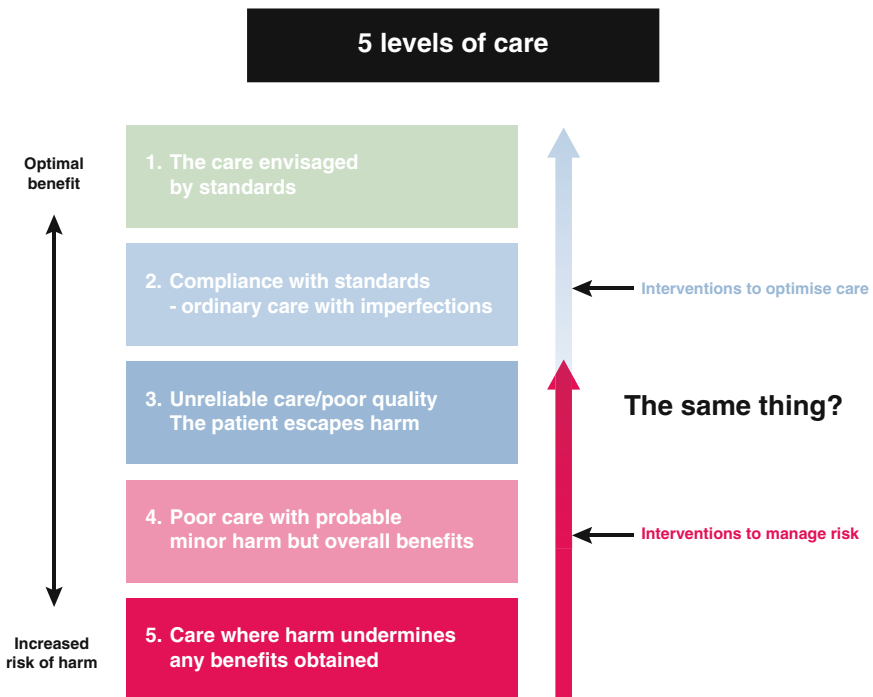 5 levels of care
Optimal
benefit
1. The care envisaged
by standards
2. Compliance with standards
- ordinary care with imperfections
Interventions to optimise care
3. Unreliable care/poor quality
The patient escapes harm
The same thing?
4. Poor care with probable
minor harm but overall benefits
Interventions to manage risk
5. Care where harm undermines
any benefits obtained
Increased
risk of harm